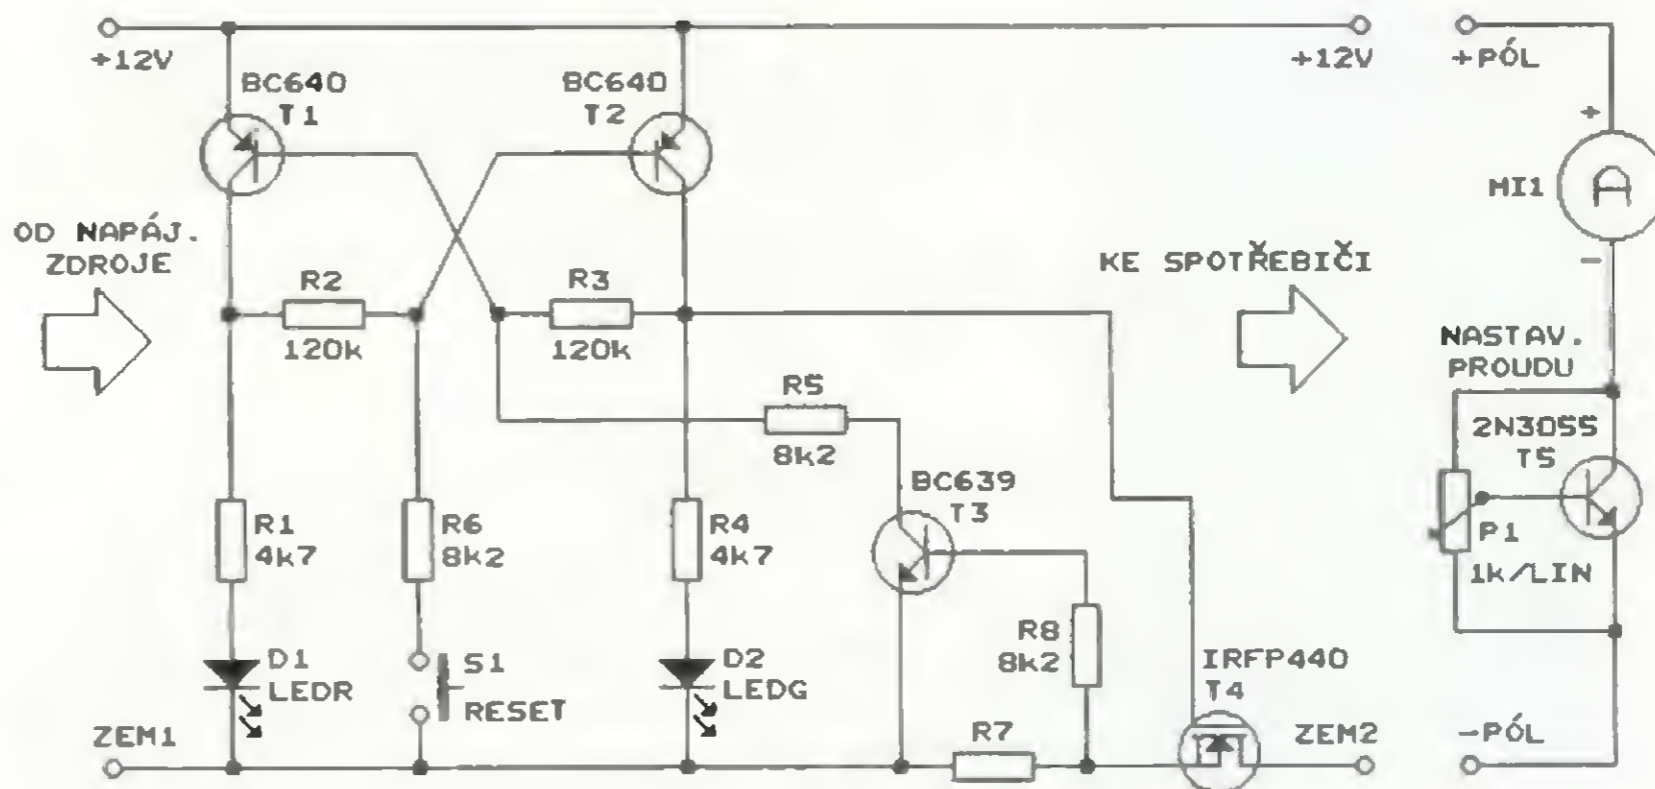 +12V
BC640
T1
BC640
T2
+12V
+PÓL
+
MI1
A
-
OD NAPÁJ.
ZDROJE
R2
120k
R3
120k
KE SPOTŘEBIČI
NASTAV.
PROUDU
R5
8k2
2N3055
T5
BC639
T3
R1
4k7
R6
8k2
R4
4k7
P1
1k/LIN
R8
8k2
D1
LEDR
S1
RESET
D2
LEDG
IRFP440
T4
ZEM1
R7
ZEM2
-PÓL